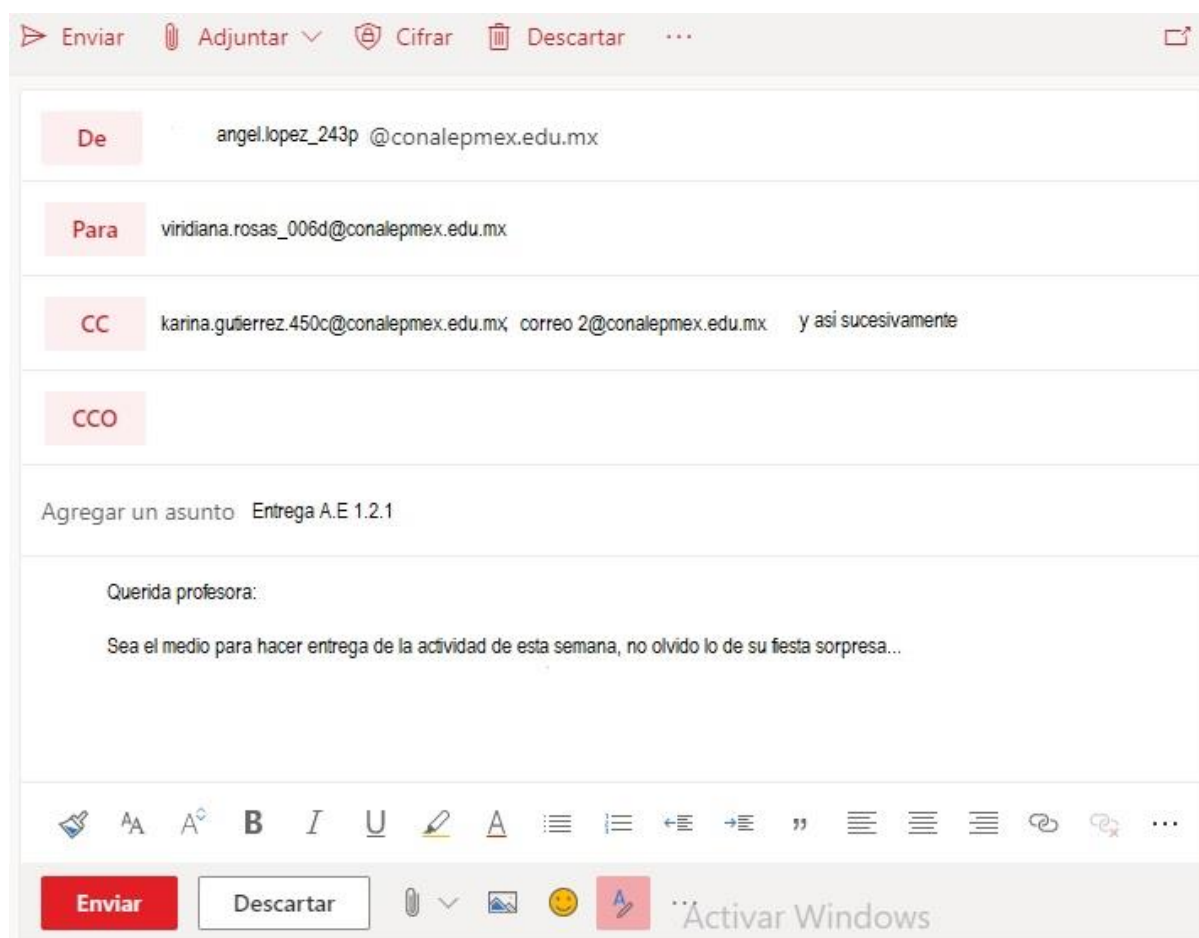 Enviar Adjuntar Cifrar Descartar ...
De angel.lopez_243p @conalepmex.edu.mx
Para viridiana.rosas_006d@conalepmex.edu.mx
CC karina.gutierrez.450c@conalepmex.edu.mx; correo 2@conalepmex.edu.mx y así sucesivamente
CCO
Agregar un asunto Entrega A.E 1.2.1
Querida profesora:
Sea el medio para hacer entrega de la actividad de esta semana, no olvido lo de su fiesta sorpresa...
B I U A
Enviar Descartar ... Activar Windows